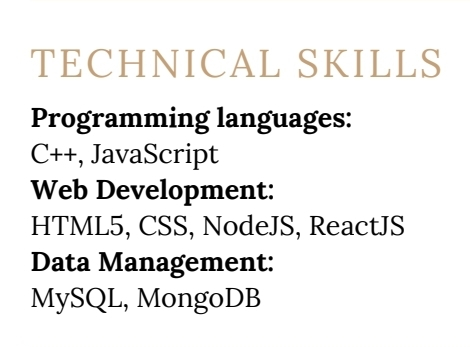 TECHNICAL SKILLS
Programming languages:
C++, JavaScript
Web Development:
HTML5, CSS, NodeJS, ReactJS
Data Management:
MySQL, MongoDB